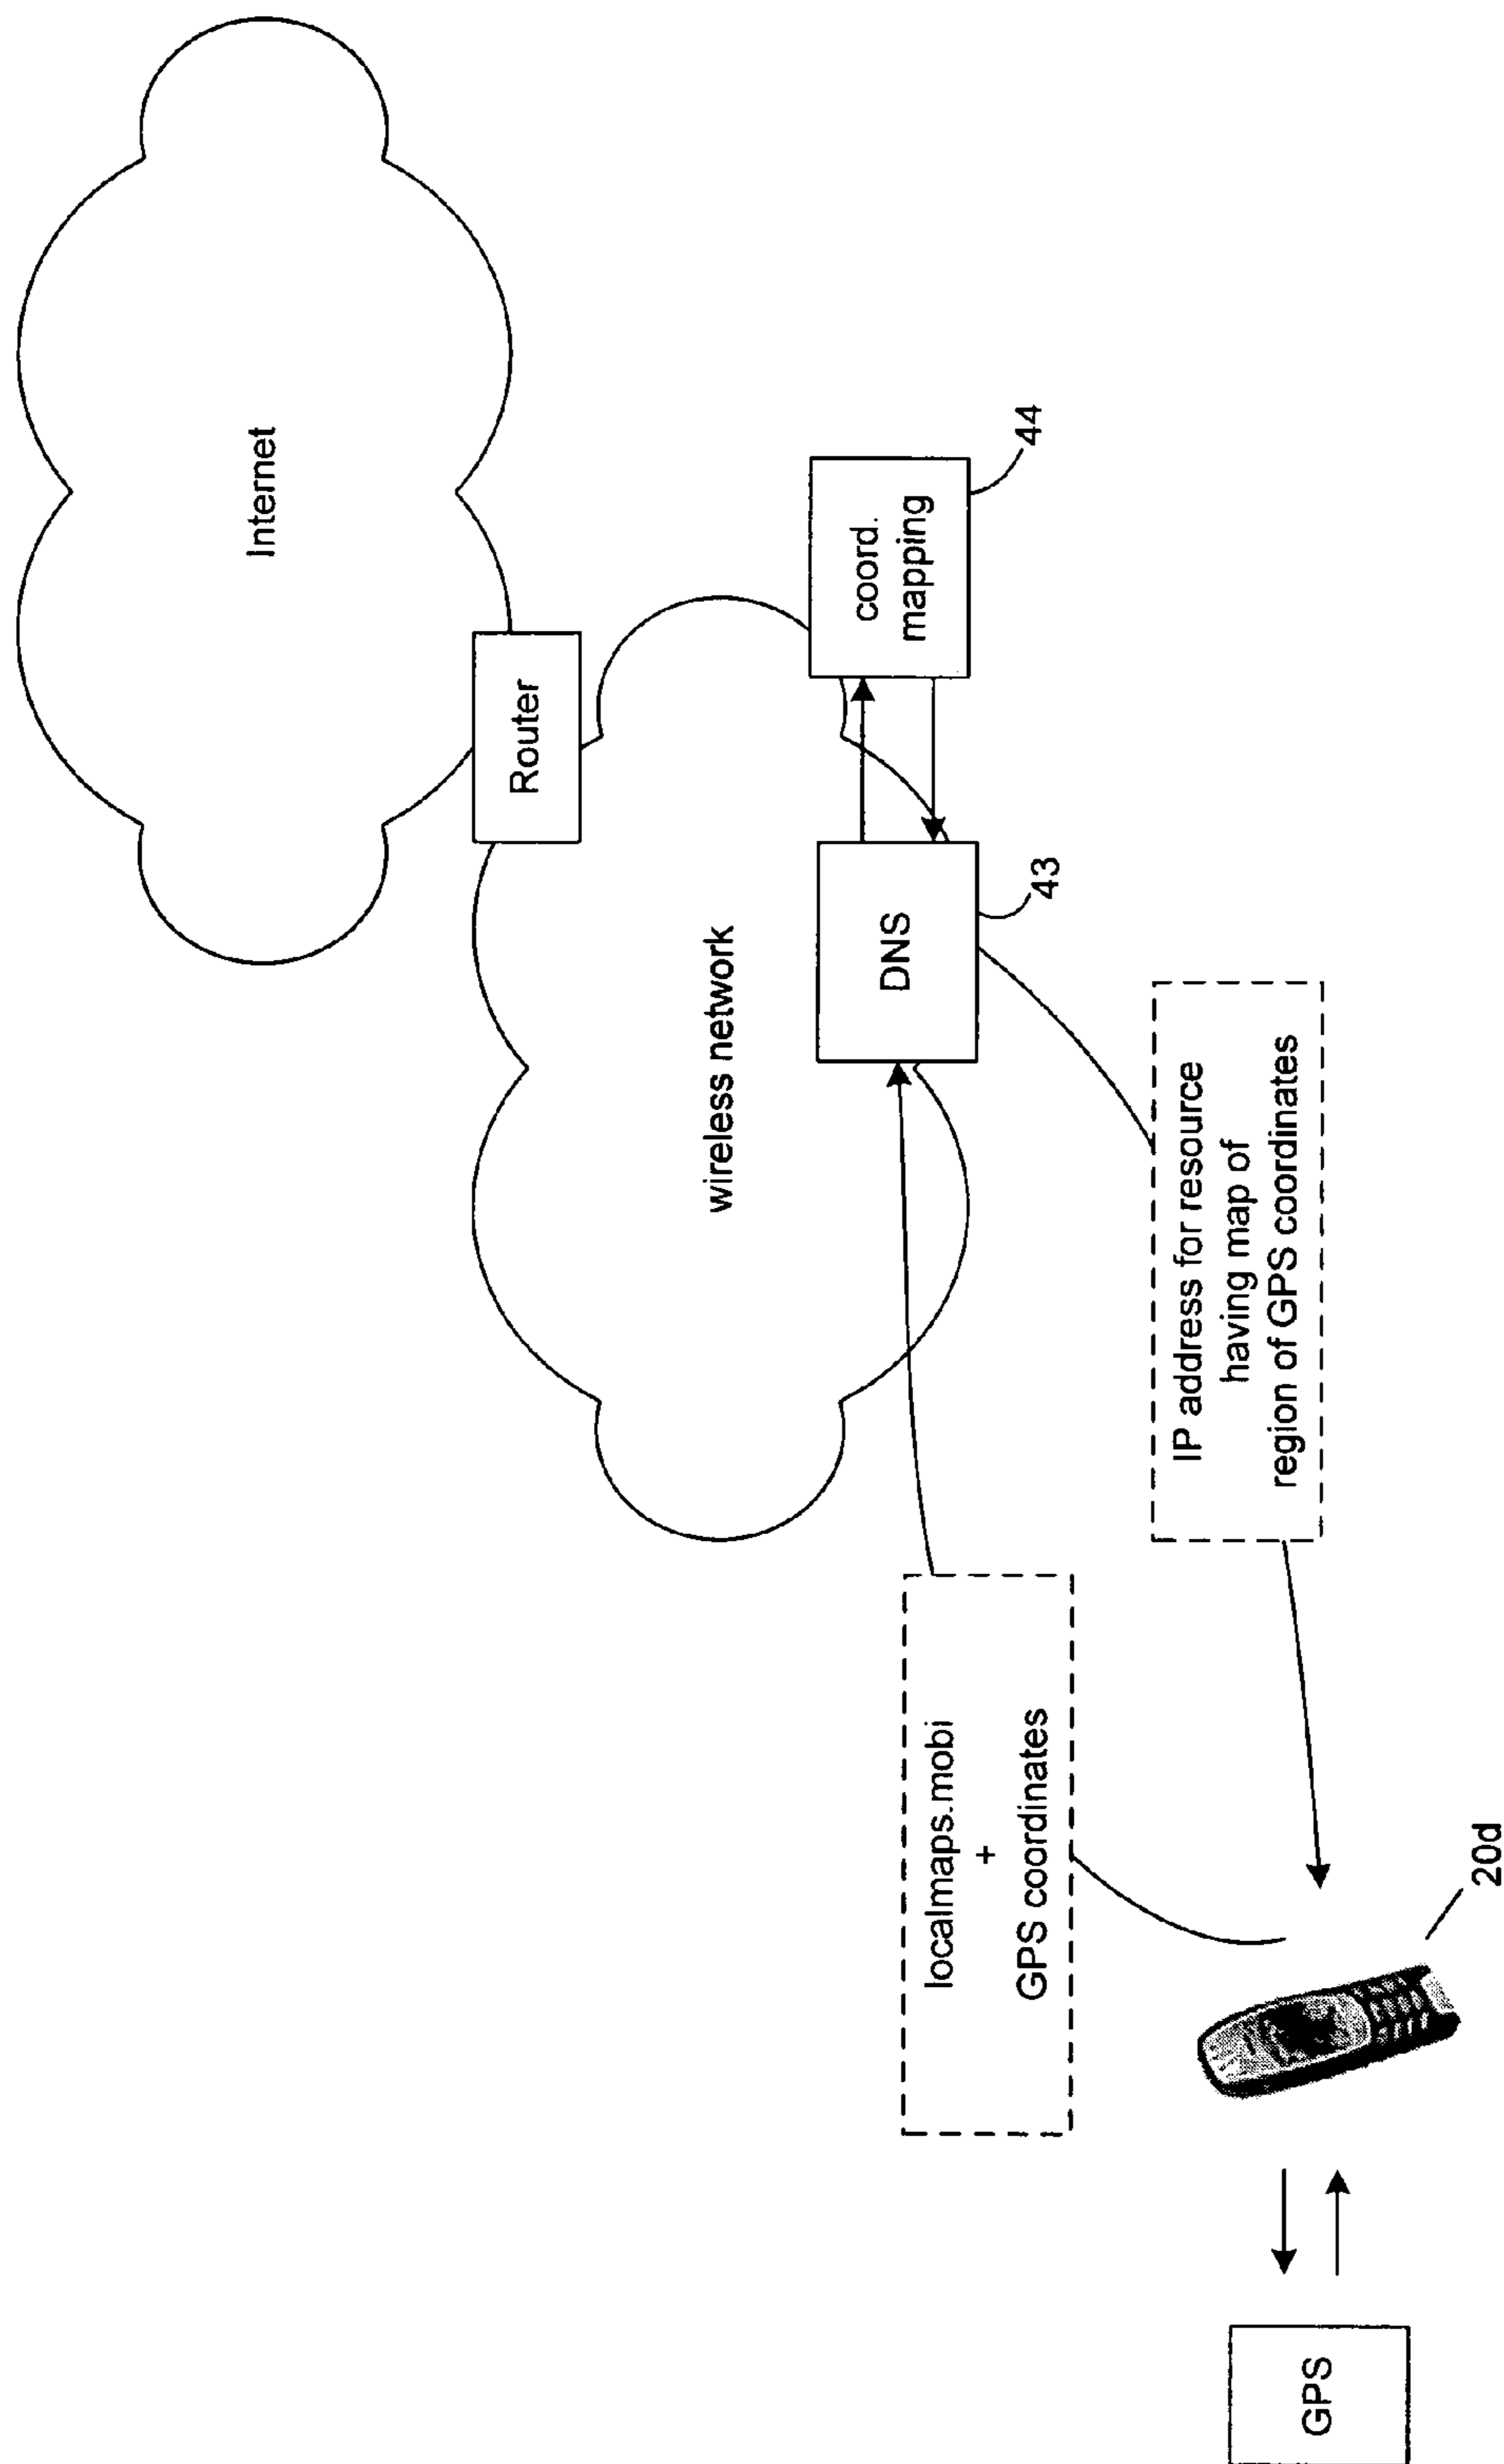 Internet
Router
wireless network
coord.
mapping
44
DNS
43
localmaps.mobi
+
GPS coordinates
IP address for resource
having map of
region of GPS coordinates
20d
GPS